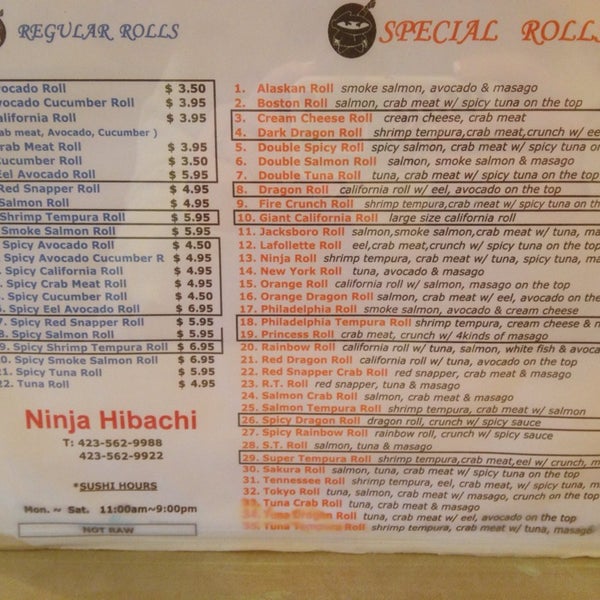 REGULAR ROLLS
vocado Roll $ 3.50
vocado Cucumber Roll $ 3.95
alifornia Roll $ 3.95
ab meat, Avocado, Cucumber )
rab Meat Roll $ 3.95
ucumber Roll $ 3.50
el Avocado Roll $ 5.95
Red Snapper Roll $ 4.95
Salmon Roll $ 4.95
Shrimp Tempura Roll $ 5.95
Smoke Salmon Roll $ 5.95
Spicy Avocado Roll $ 4.50
Spicy Avocado Cucumber R $ 4.95
Spicy California Roll $ 4.95
Spicy Crab Meat Roll $ 4.95
Spicy Cucumber Roll $ 4.50
Spicy Eel Avocado Roll $ 6.95
7. Spicy Red Snapper Roll $ 5.95
8. Spicy Salmon Roll $ 5.95
9. Spicy Shrimp Tempura Roll $ 6.95
20. Spicy Smoke Salmon Roll $ 5.95
21. Spicy Tuna Roll $ 5.95
22. Tuna Roll $ 4.95
Ninja Hibachi
T: 423-562-9988
423-562-9922
*SUSHI HOURS
Mon. ~ Sat. 11:00am~9:00pm
NOT RAW
SPECIAL ROLLS
1. Alaskan Roll smoke salmon, avocado & masago
2. Boston Roll salmon, crab meat w/ spicy tuna on the top
3. Cream Cheese Roll cream cheese, crab meat
4. Dark Dragon Roll shrimp tempura, crab meat,crunch w/ ee
5. Double Spicy Roll spicy salmon, crab meat w/ spicy tuna on
6. Double Salmon Roll salmon, smoke salmon & masago
7. Double Tuna Roll tuna, crab meat w/ spicy tuna on the top
8. Dragon Roll california roll w/ eel, avocado on the top
9. Fire Crunch Roll shrimp tempura,crab meat w/ spicy tuna on
10. Giant California Roll large size california roll
11. Jacksboro Roll salmon,smoke salmon,crab meat w/ masag
12. Lafollette Roll eel,crab meat,crunch w/ spicy tuna on the top
13. Ninja Roll shrimp tempura, crab meat w/ spicy tuna, ma
14. New York Roll tuna, avocado & masago
15. Orange Roll california roll w/ salmon, masago on the top
16. Orange Dragon Roll salmon, crab meat w/ eel, avocado on the
17. Philadelphia Roll smoke salmon, avocado & cream cheese
18. Philadelphia Tempura Roll shrimp tempura, cream cheese & m
19. Princess Roll crab meat, crunch w/ 4kinds of masago
20. Rainbow Roll california roll w/ tuna, salmon, white fish & avoca
21. Red Dragon Roll california roll w/ tuna, avocado on the top
22. Red Snapper Crab Roll red snapper, crab meat & masago
23. R.T. Roll red snapper, tuna & masago
24. Salmon Crab Roll salmon, crab meat & masago
25. Salmon Tempura Roll shrimp tempura, crab meat w/ salmon
26. Spicy Dragon Roll dragon roll, crunch w/ spicy sauce
27. Spicy Rainbow Roll rainbow roll, crunch w/ spicy sauce
28. S.T. Roll salmon, tuna & masago
29. Super Tempura Roll shrimp tempura,crab meat,eel w/ crunch, m
30. Sakura Roll salmon, tuna, crab meat w/ spicy tuna on the top
31. Tennessee Roll shrimp tempura, eel, crab meat, w/ spicy tuna, m
32. Tokyo Roll tuna, salmon, crab meat w/ masago, crunch on the top
33. Tuna Crab Roll tuna, crab meat & masago
34. Tuna Dragon Roll tuna, crab meat w/ eel, avocado on the top
35. Tuna Tempura Roll shrimp tempura, crab meat w/ tuna, masago